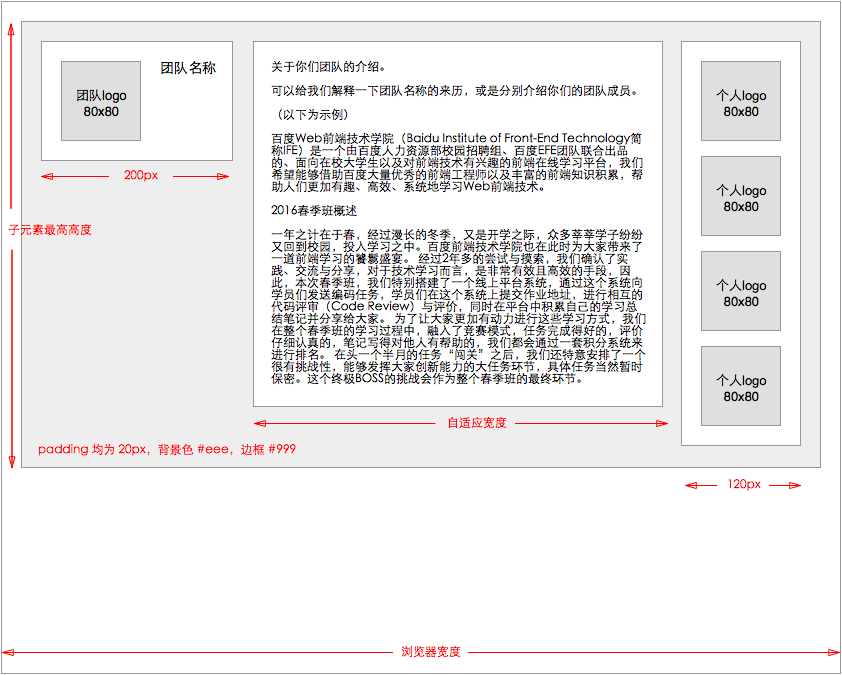 团队logo
80x80
团队名称
200px
子元素最高高度
关于你们团队的介绍。
可以给我们解释一下团队名称的来历，或是分别介绍你们的团队成员。
（以下为示例）
百度Web前端技术学院（Baidu Institute of Front-End Technology简
称IFE）是一个由百度人力资源部校园招聘组、百度EFE团队联合出品
的、面向在校大学生以及对前端技术有兴趣的前端在线学习平台，我们
希望能够借助百度大量优秀的前端工程师以及丰富的前端知识积累，帮
助人们更加有趣、高效、系统地学习Web前端技术。
2016春季班概述
一年之计在于春，经过漫长的冬季，又是开学之际，众多莘莘学子纷纷
又回到校园，投入学习之中。百度前端技术学院也在此时为大家带来了
一道前端学习的饕鬄盛宴。 经过2年多的尝试与摸索，我们确认了实
践、交流与分享，对于技术学习而言，是非常有效且高效的手段，因
此，本次春季班，我们特别搭建了一个线上平台系统，通过这个系统向
学员们发送编码任务，学员们在这个系统上提交作业地址，进行相互的
代码评审（Code Review）与评价，同时在平台中积累自己的学习总
结笔记并分享给大家。 为了让大家更加有动力进行这些学习方式，我们
在整个春季班的学习过程中，融入了竞赛模式，任务完成得好的，评价
仔细认真的，笔记写得对他人有帮助的，我们都会通过一套积分系统来
进行排名。 在头一个半月的任务“闯关”之后，我们还特意安排了一个
很有挑战性，能够发挥大家创新能力的大任务环节，具体任务当然暂时
保密。这个终极BOSS的挑战会作为整个春季班的最终环节。
自适应宽度
个人logo
80x80
个人logo
80x80
个人logo
80x80
个人logo
80x80
padding 均为 20px，背景色 #eee，边框 #999
120px
浏览器宽度